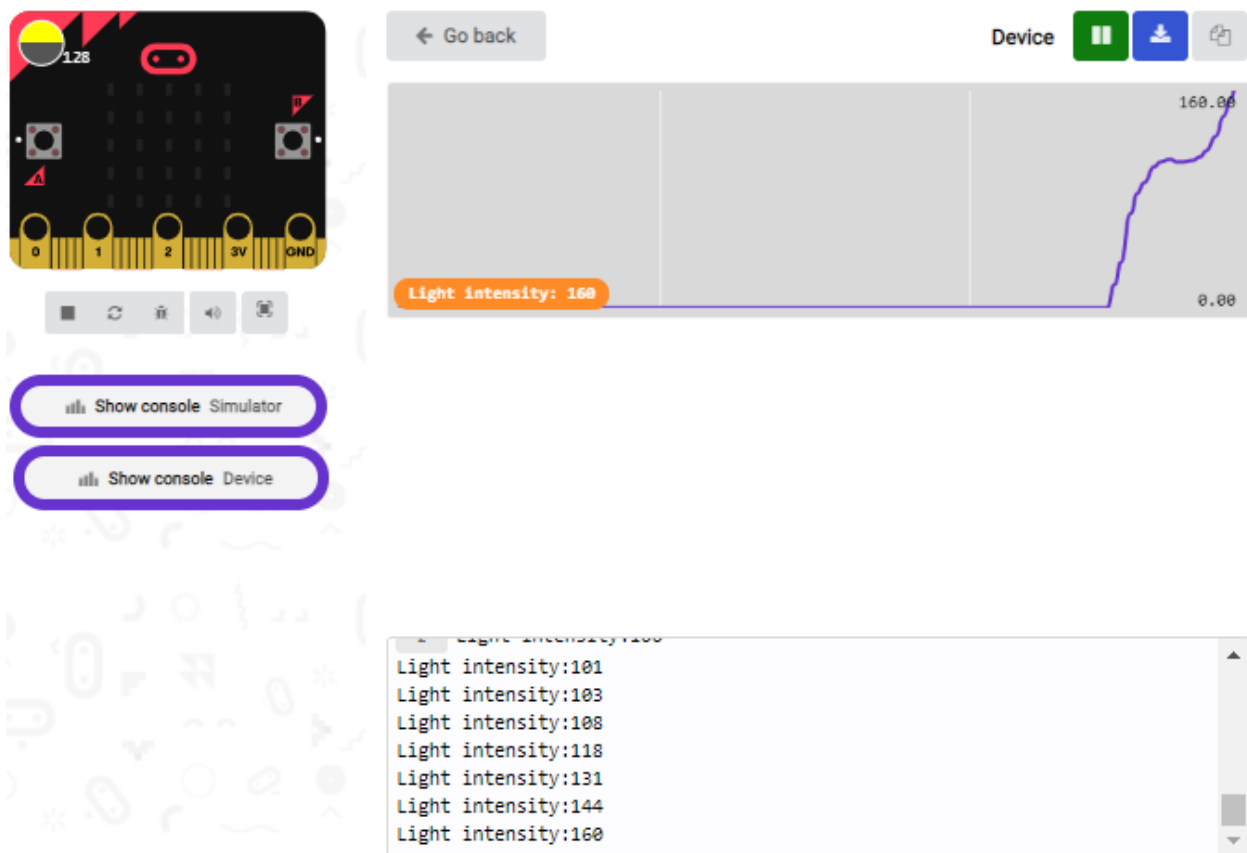 128
B
A
0 1 2 3V GND
Show console Simulator
Show console Device
Go back
Device
160.00
Light intensity: 160
0.00
Light intensity:101
Light intensity:103
Light intensity:108
Light intensity:118
Light intensity:131
Light intensity:144
Light intensity:160